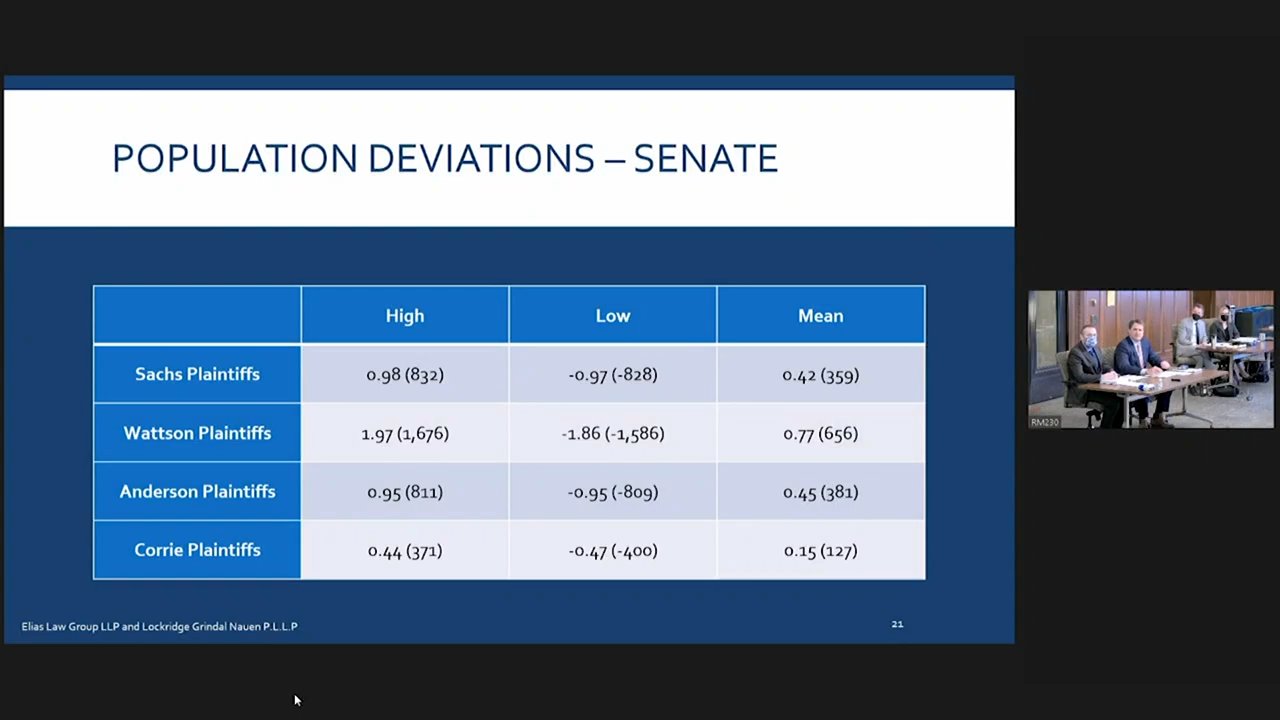 POPULATION DEVIATIONS – SENATE
High Low Mean
Sachs Plaintiffs 0.98 (832) -0.97 (-828) 0.42 (359)
Wattson Plaintiffs 1.97 (1,676) -1.86 (-1,586) 0.77 (656)
Anderson Plaintiffs 0.95 (811) -0.95 (-809) 0.45 (381)
Corrie Plaintiffs 0.44 (371) -0.47 (-400) 0.15 (127)
Elias Law Group LLP and Lockridge Grindal Nauen P.L.L.P
21
RM230